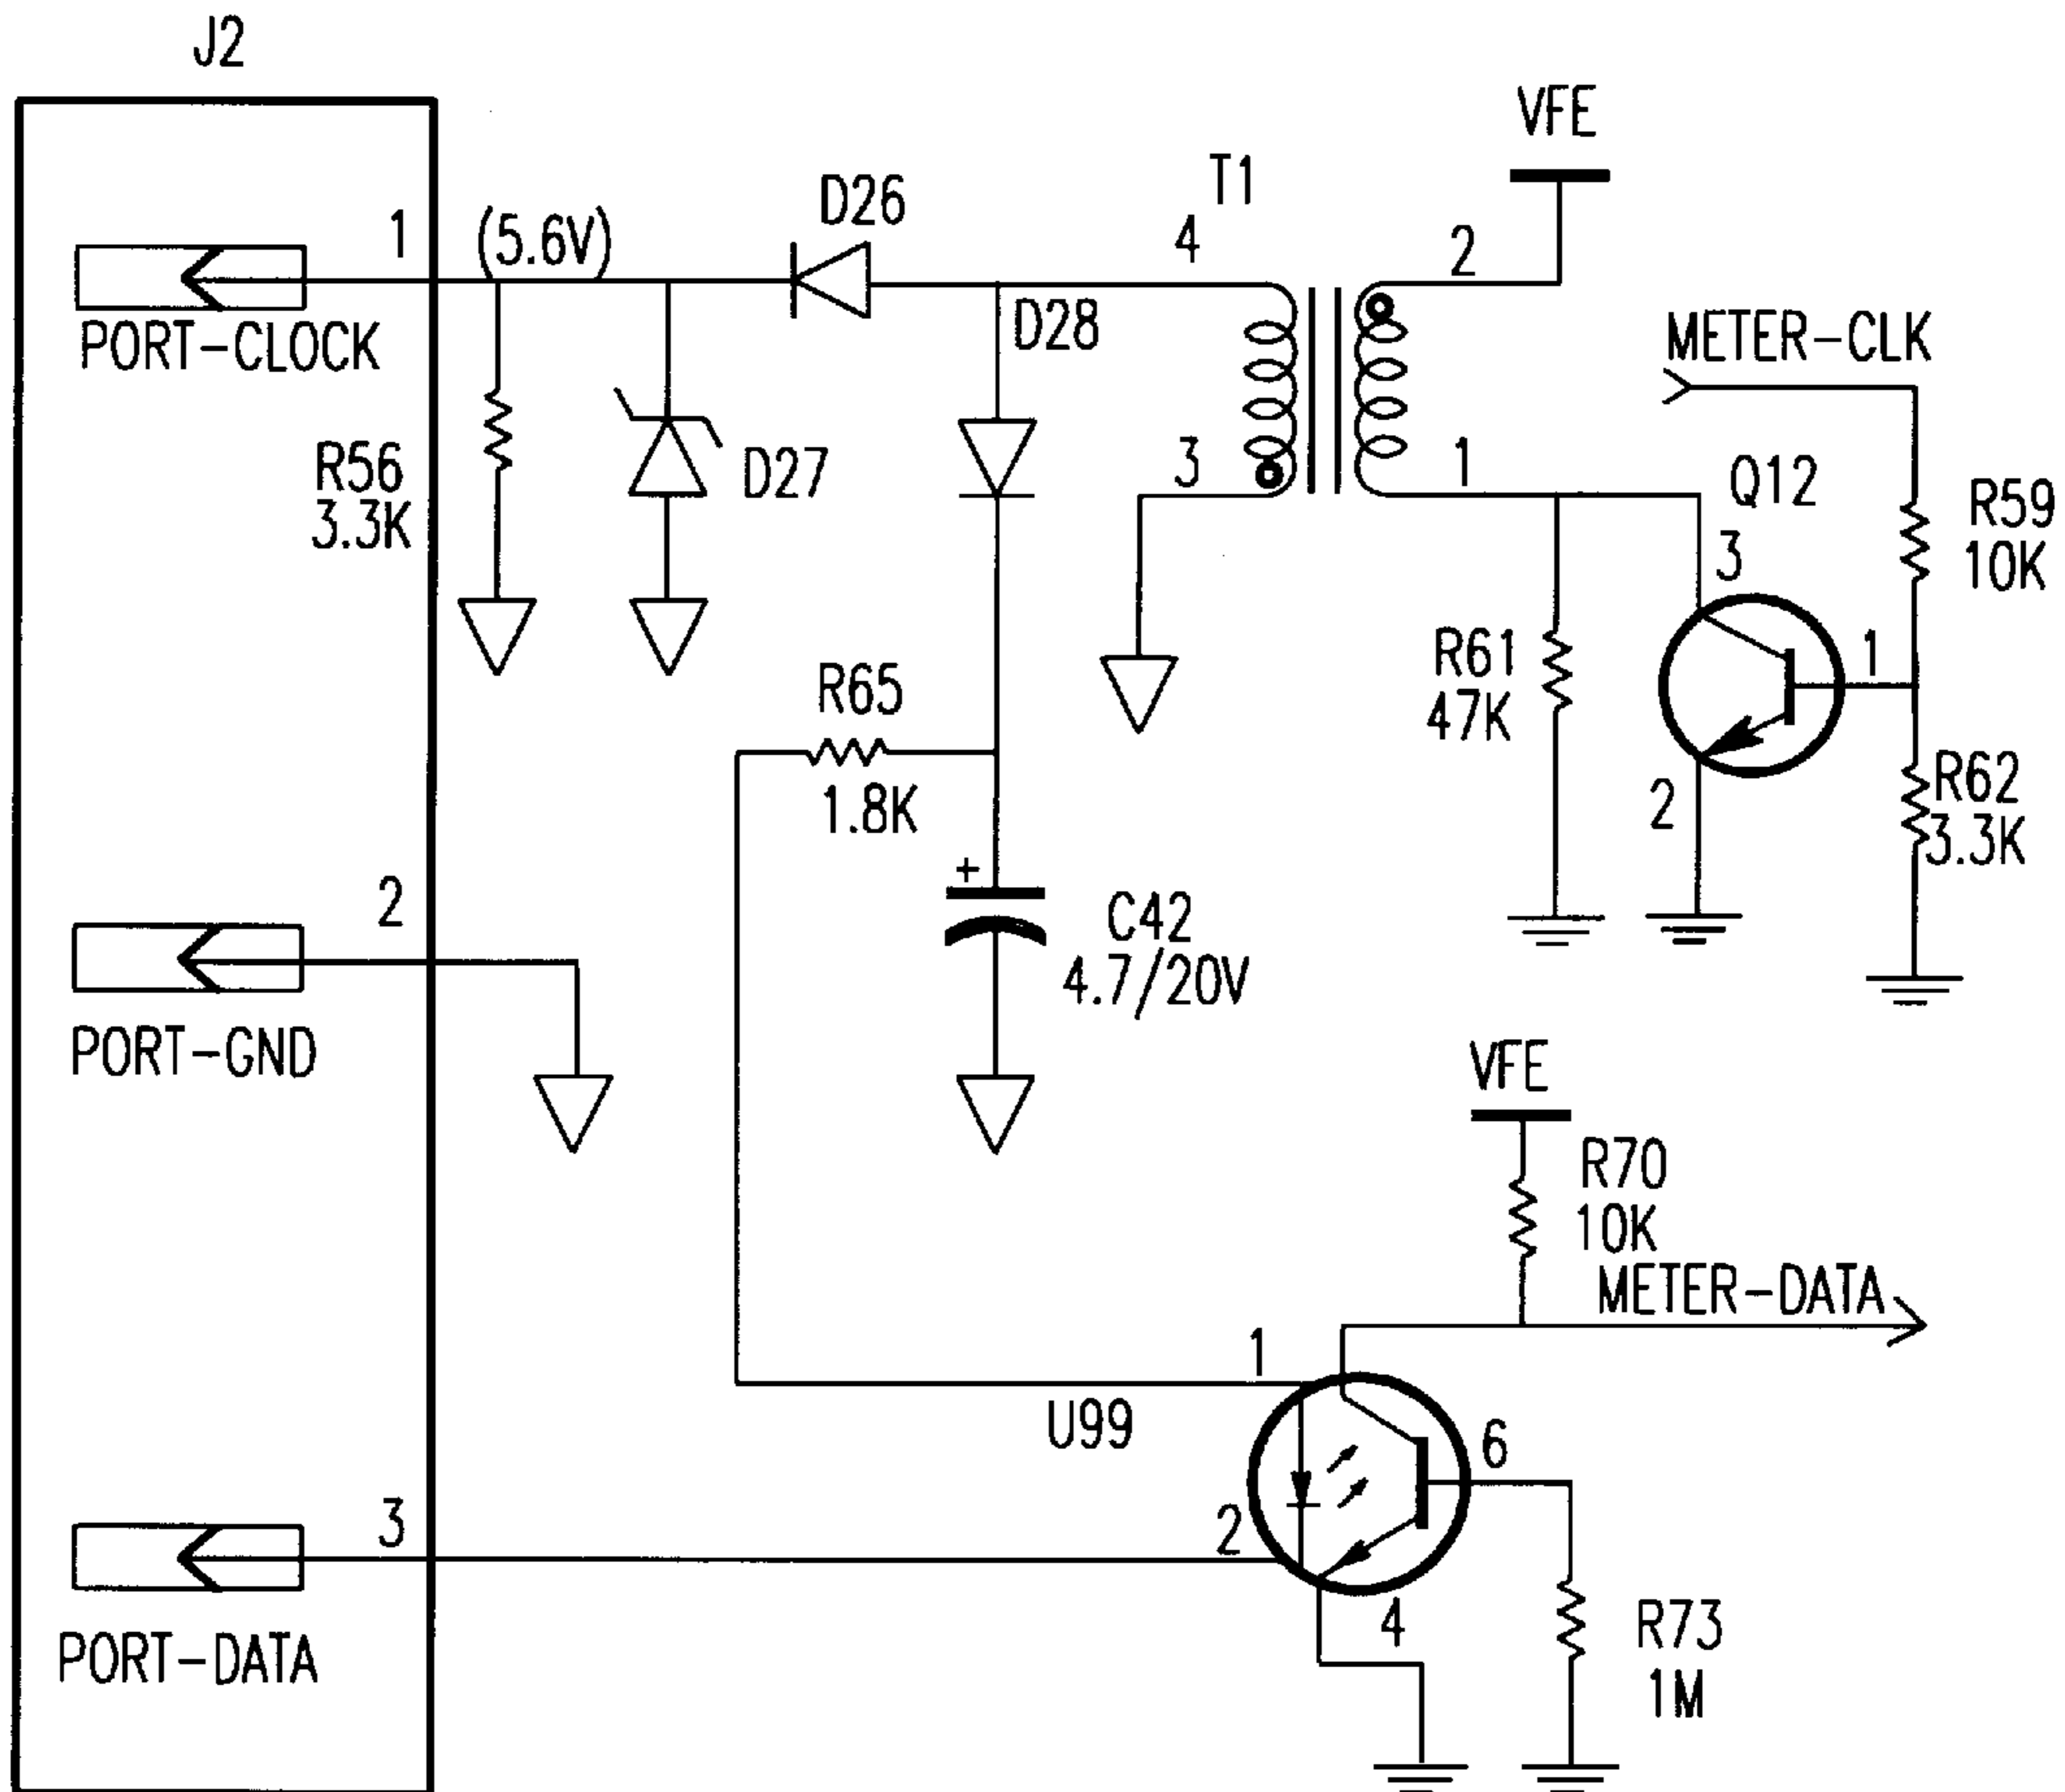 J2
VFE
T1
D26
1
(5.6V)
4
2
PORT-CLOCK
D28
METER-CLK
R56
3.3K
D27
3
1
Q12
R59
10K
3
R61
47K
1
R65
1.8K
2
R62
3.3K
+
C42
4.7/20V
2
PORT-GND
VFE
R70
10K
METER-DATA
1
U99
6
2
3
PORT-DATA
4
R73
1M